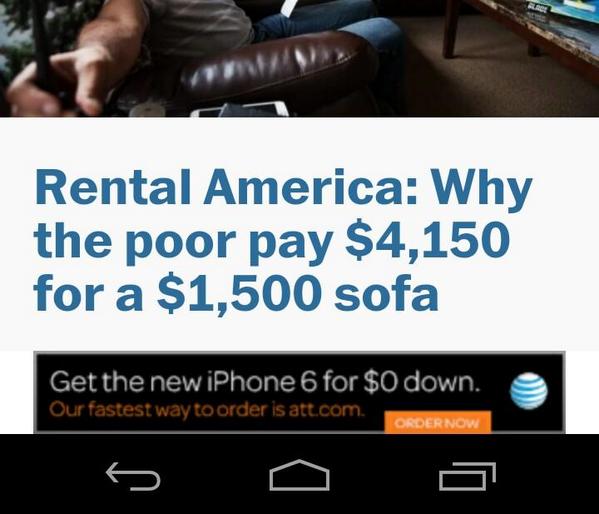 Rental America: Why
the poor pay $4,150
for a $1,500 sofa
Get the new iPhone 6 for $0 down.
Our fastest way to order is att.com.
ORDER NOW